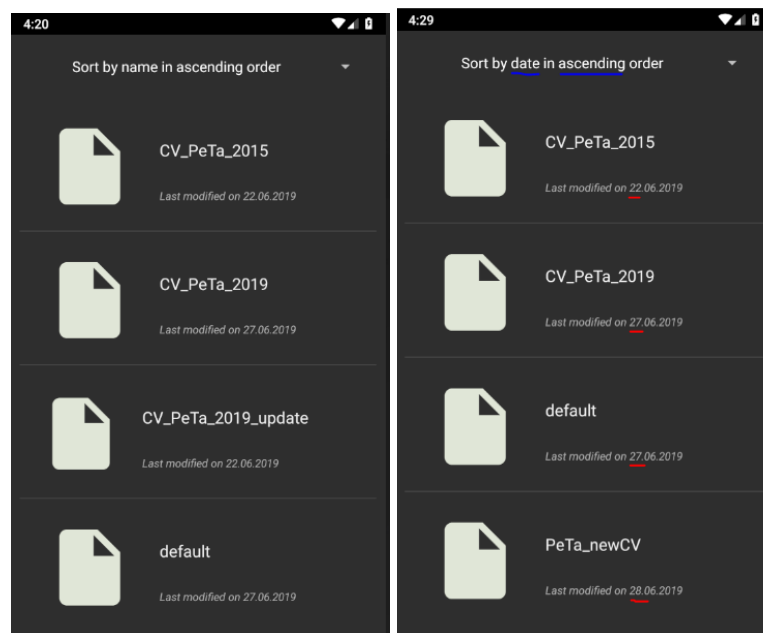 4:20
Sort by name in ascending order
CV_PeTa_2015
Last modified on 22.06.2019
CV_PeTa_2019
Last modified on 27.06.2019
CV_PeTa_2019_update
Last modified on 22.06.2019
default
Last modified on 27.06.2019
4:29
Sort by date in ascending order
CV_PeTa_2015
Last modified on 22.06.2019
CV_PeTa_2019
Last modified on 27.06.2019
default
Last modified on 27.06.2019
PeTa_newCV
Last modified on 28.06.2019